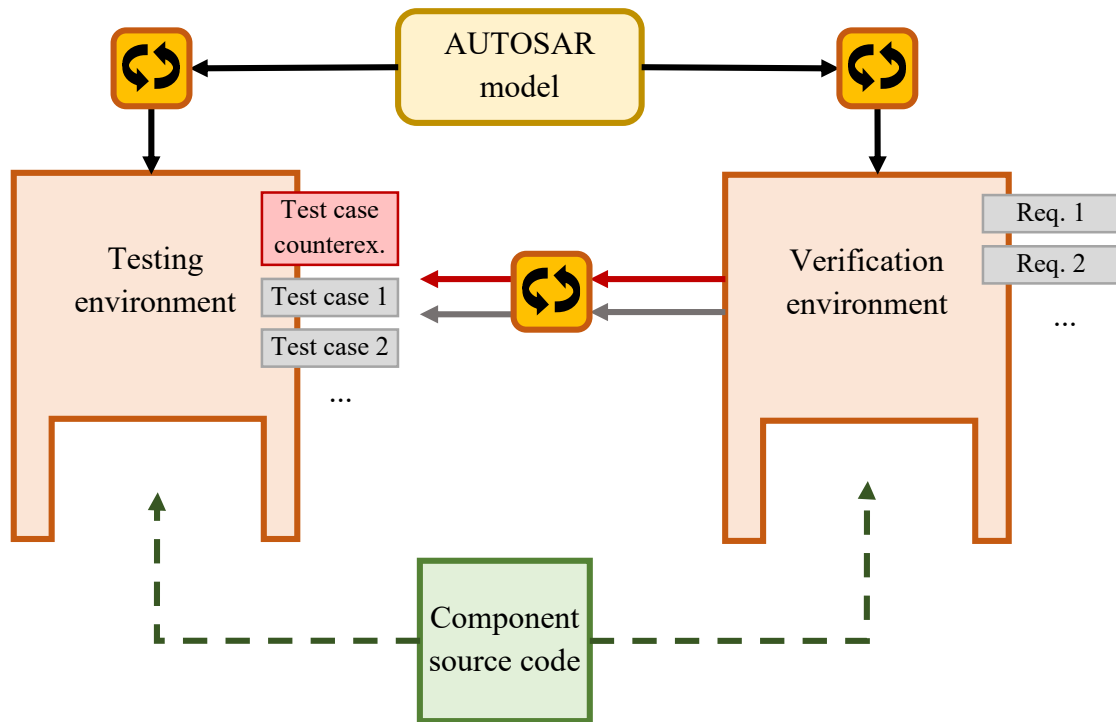 AUTOSAR
model
Test case
counterex.
Testing
environment
Test case 1
Test case 2
...
Verification
environment
Req. 1
Req. 2
...
Component
source code